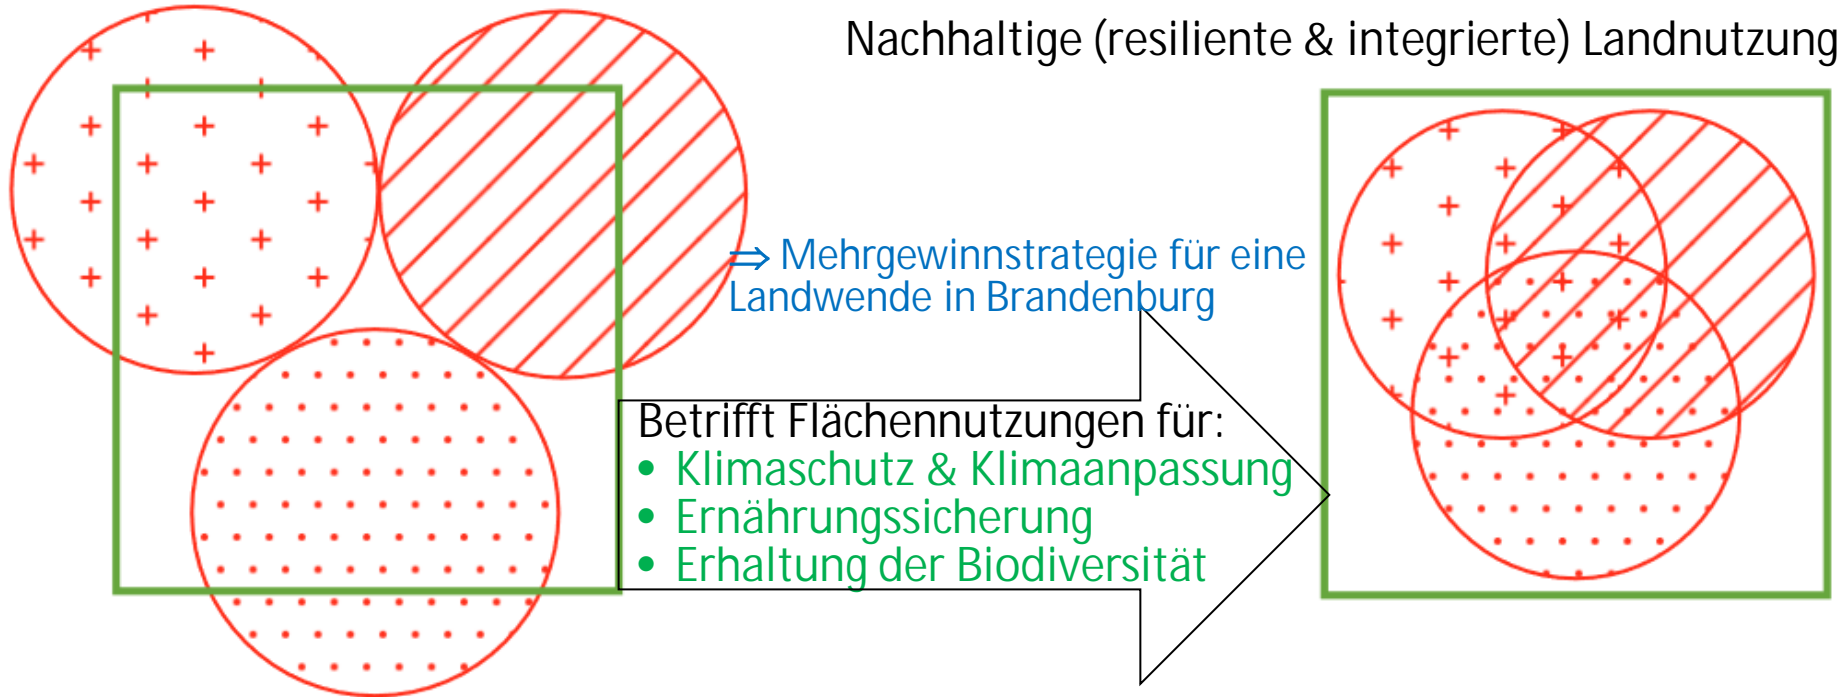 Nachhaltige (resiliente & integrierte) Landnutzung
⇒ Mehrgewinnstrategie für eine
Landwende in Brandenburg
Betrifft Flächennutzungen für:
• Klimaschutz & Klimaanpassung
• Ernährungssicherung
• Erhaltung der Biodiversität